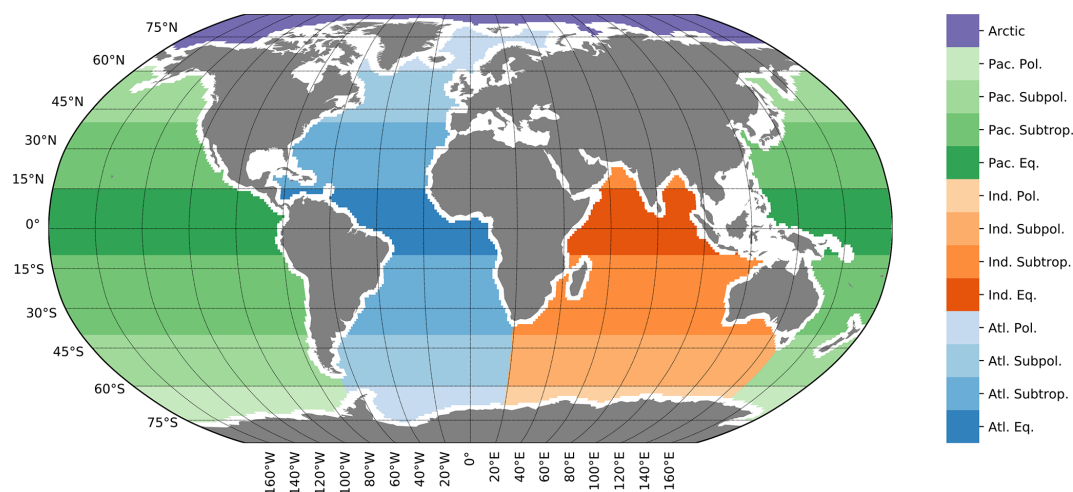 75°N
60°N
45°N
30°N
15°N
0°
15°S
30°S
45°S
60°S
75°S
160°W
140°W
120°W
100°W
80°W
60°W
40°W
20°W
0°
20°E
40°E
60°E
80°E
100°E
120°E
140°E
160°E
Arctic
Pac. Pol.
Pac. Subpol.
Pac. Subtrop.
Pac. Eq.
Ind. Pol.
Ind. Subpol.
Ind. Subtrop.
Ind. Eq.
Atl. Pol.
Atl. Subpol.
Atl. Subtrop.
Atl. Eq.